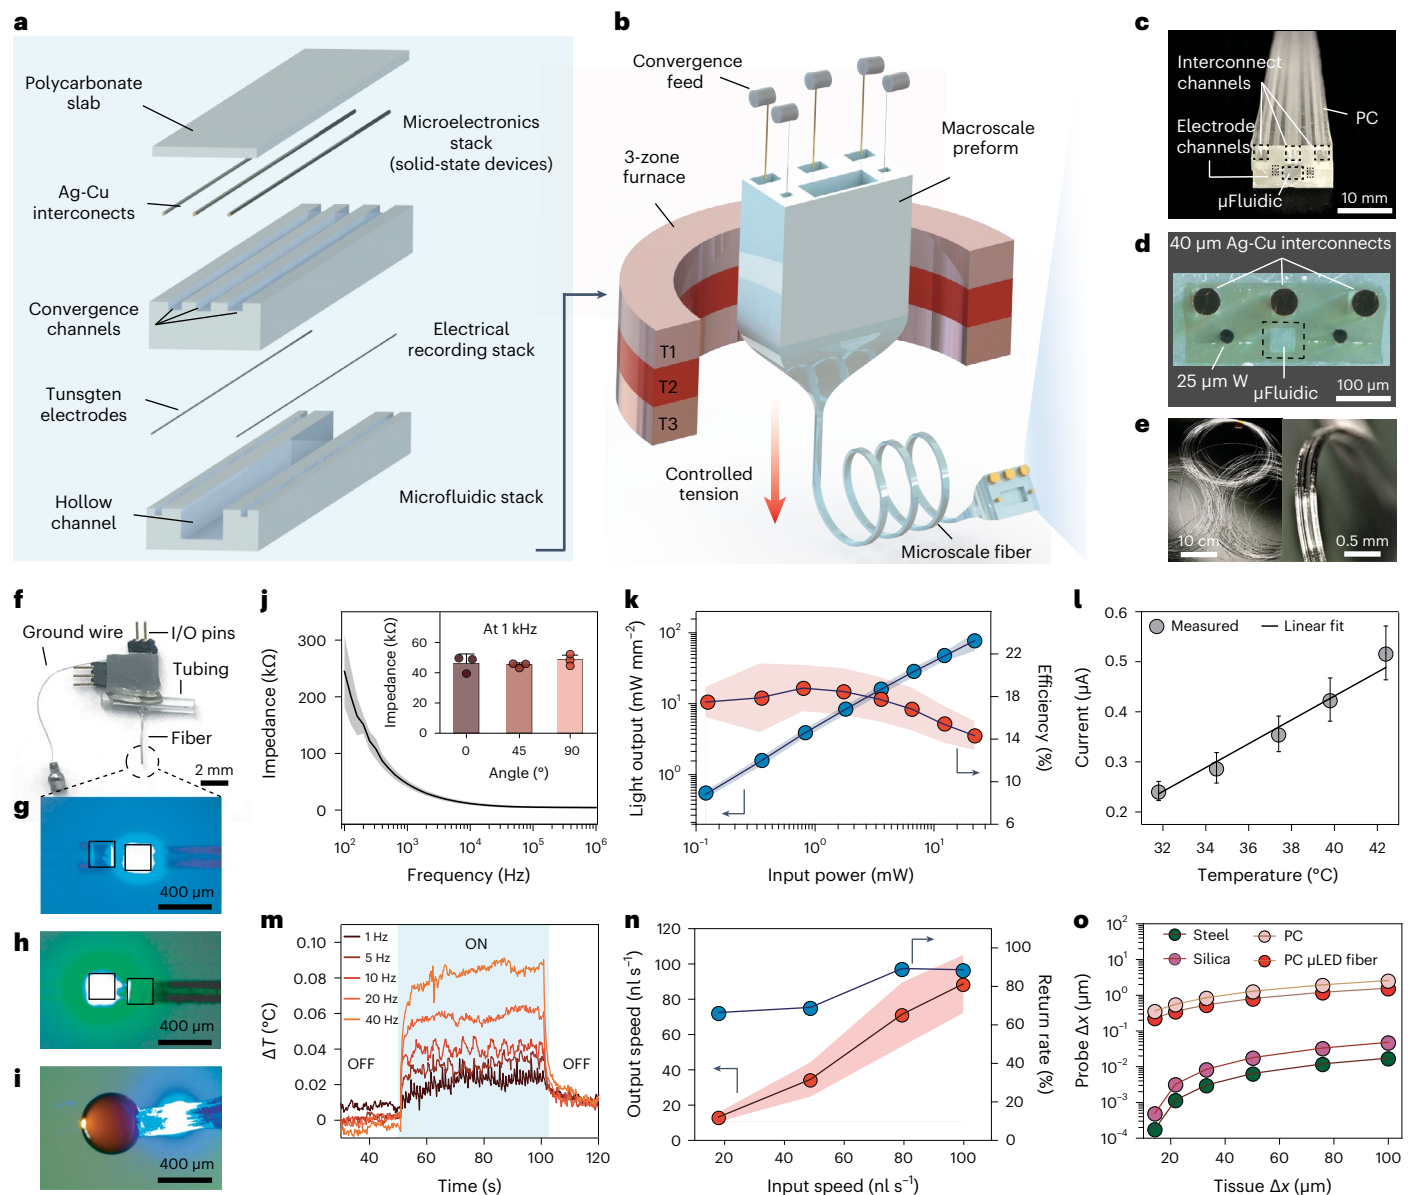 a
Polycarbonate
slab
Microelectronics
stack
(solid-state devices)
Ag-Cu
interconects
Convergence
channels
Electrical
recording stack
Tunsgten
electrodes
Hollow
channel
Microfluidic stack
b
Convergence
feed
3-zone
furnace
Macroscale
preform
T1
T2
T3
Controlled
tension
Microscale fiber
c
Interconnect
channels
PC
Electrode
channels
µFluidic
10 mm
d
40 µm Ag-Cu interconnects
25 µm W
µFluidic
100 µm
e
10 cm
0.5 mm
f
Ground wire
I/O pins
Tubing
Fiber
2 mm
g
400 µm
h
400 µm
i
400 µm
j
Impedance (kΩ)
300
200
100
0
10² 10³ 10⁴ 10⁵ 10⁶
Frequency (Hz)
At 1 kHz
Impedance (kΩ)
60
40
20
0
0 45 90
Angle (°)
k
Light output (mW mm⁻²)
10²
10¹
10⁰
22
18
14
10
6
Efficiency (%)
10⁻¹ 10⁰ 10¹
Input power (mW)
l
Current (µA)
0.6
0.5
0.4
0.3
0.2
Measured Linear fit
32 34 36 38 40 42
Temperature (°C)
m
ΔT (°C)
0.10
0.08
0.06
0.04
0.02
0
1 Hz
5 Hz
10 Hz
20 Hz
40 Hz
ON
OFF
OFF
40 60 80 100 120
Time (s)
n
Output speed (nl s⁻¹)
120
100
80
60
40
20
0
100
80
60
40
20
0
Return rate (%)
20 40 60 80 100
Input speed (nl s⁻¹)
o
Probe Δx (µm)
10²
10¹
10⁰
10⁻¹
10⁻²
10⁻³
10⁻⁴
Steel PC
Silica PC µLED fiber
20 40 60 80 100
Tissue Δx (µm)